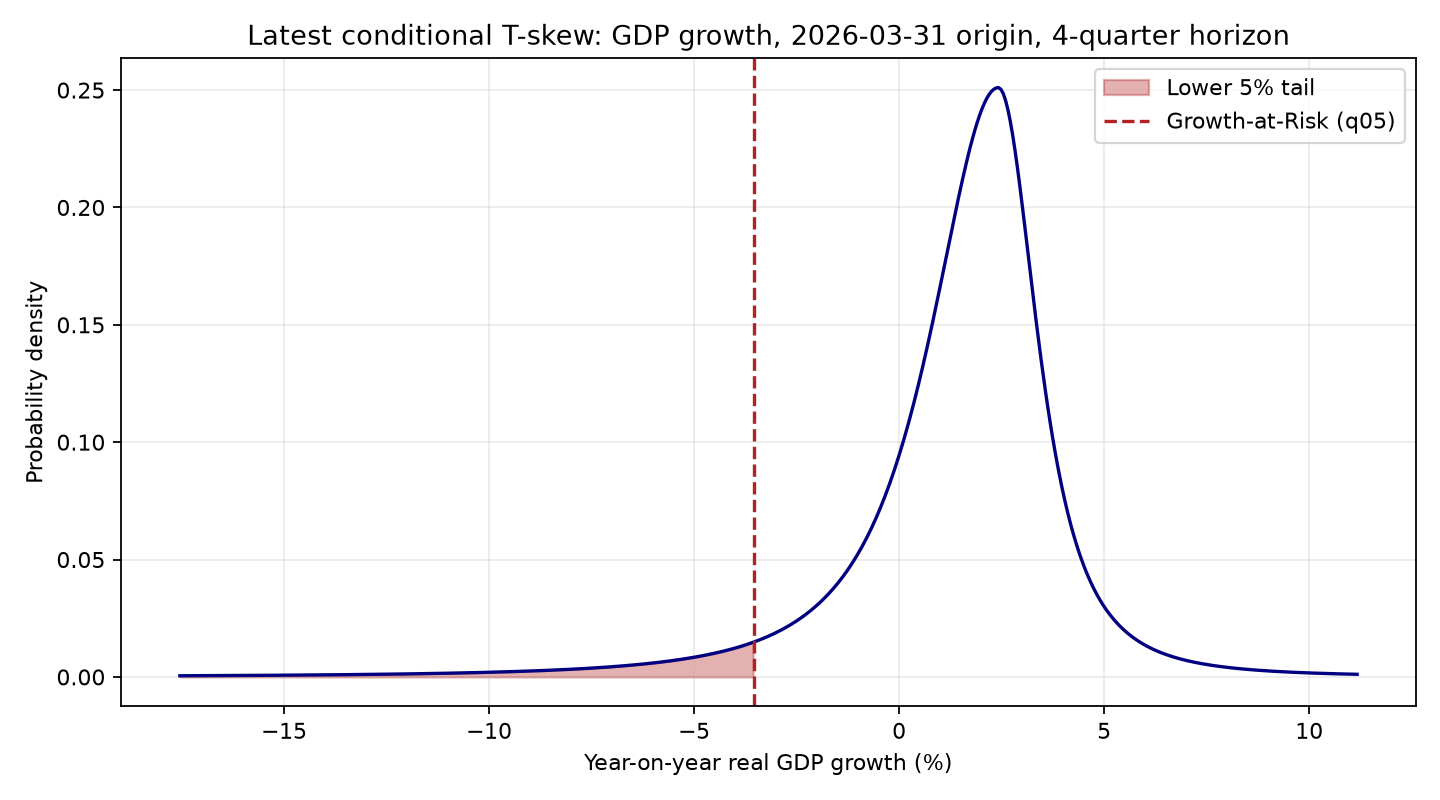 Latest conditional T-skew: GDP growth, 2026-03-31 origin, 4-quarter horizon
Lower 5% tail
Growth-at-Risk (q05)
Probability density
0.25
0.20
0.15
0.10
0.05
0.00
−15
−10
−5
0
5
10
Year-on-year real GDP growth (%)